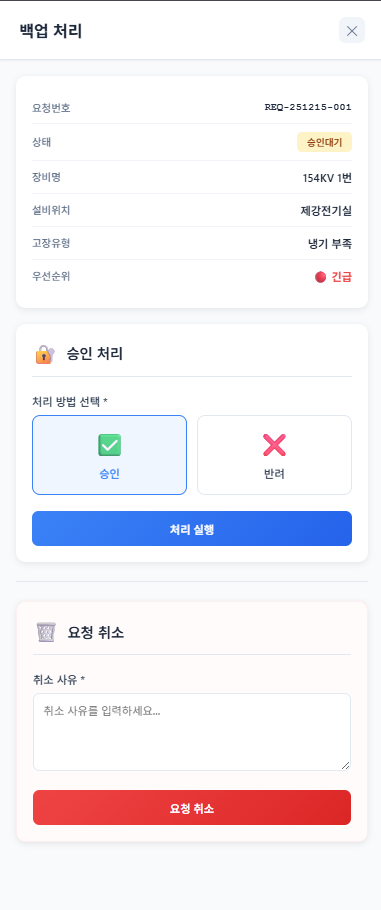 백업 처리
요청번호 REQ-251215-001
상태 승인대기
장비명 154KV 1번
설비위치 제강전기실
고장유형 냉기 부족
우선순위 긴급
승인 처리
처리 방법 선택 *
승인 반려
처리 실행
요청 취소
취소 사유 *
취소 사유를 입력하세요...
요청 취소